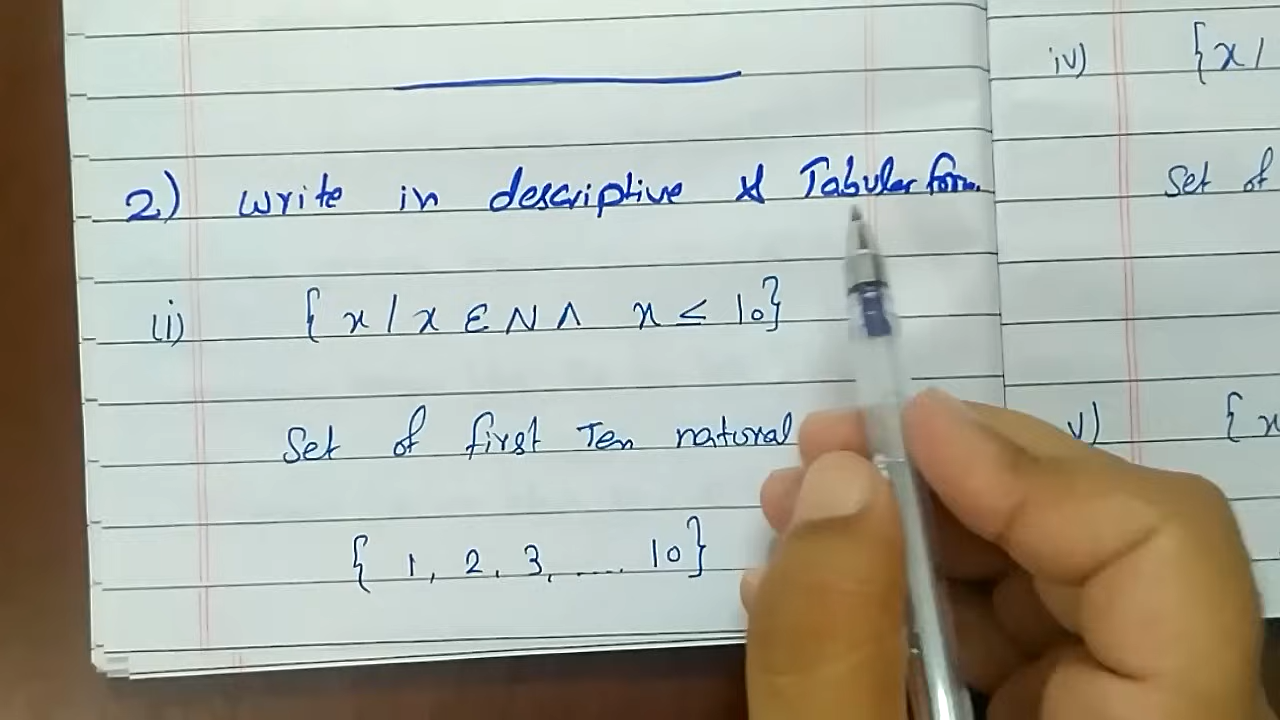 2) Write in descriptive & Tabular form.
(i) { x / x ∈ N ∧ x ≤ 10}
Set of first Ten natural
{ 1, 2, 3, .... 10}
iv) {x /
Set of
v) {x